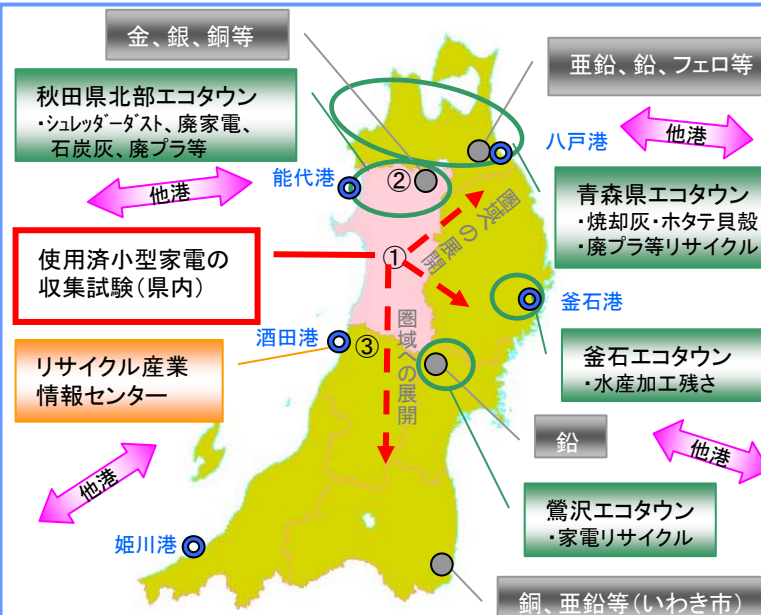 金、銀、銅等
亜鉛、鉛、フェロ等
秋田県北部エコタウン
・シュレッダーダスト、廃家電、
石炭灰、廃プラ等
他港
八戸港
能代港
②
他港
青森県エコタウン
・焼却灰・ホタテ貝殻
・廃プラ等リサイクル
圏域への展開
使用済小型家電の
収集試験(県内)
①
釜石港
酒田港
③
圏域への展開
リサイクル産業
情報センター
釜石エコタウン
・水産加工残さ
鉛
他港
他港
鶯沢エコタウン
・家電リサイクル
姫川港
銅、亜鉛等(いわき市)